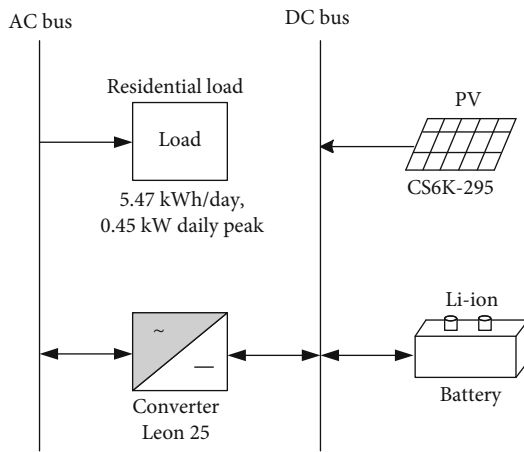 AC bus
DC bus
Residential load
Load
5.47 kWh/day,
0.45 kW daily peak
PV
CS6K-295
~
Converter
Leon 25
Li-ion
Battery